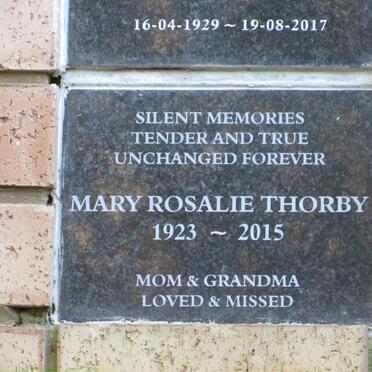 16-04-1929 ~ 19-08-2017
SILENT MEMORIES
TENDER AND TRUE
UNCHANGED FOREVER
MARY ROSALIE THORBY
1923 ~ 2015
MOM & GRANDMA
LOVED & MISSED